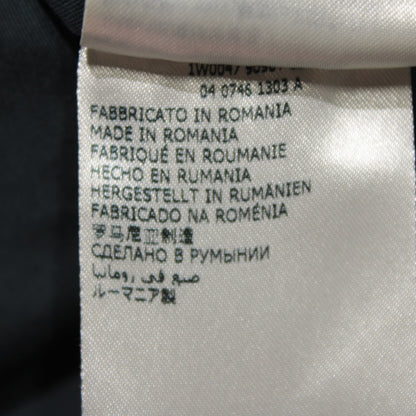 04 0746 1303 A
FABBRICATO IN ROMANIA
MADE IN ROMANIA
FABRIQUÉ EN ROUMANIE
HECHO EN RUMANIA
HERGESTELLT IN RUMÄNIEN
FABRICADO NA ROMÉNIA
罗马尼亚制造
СДЕЛАНО В РУМЫНИИ
صنع في رومانيا
ルーマニア製